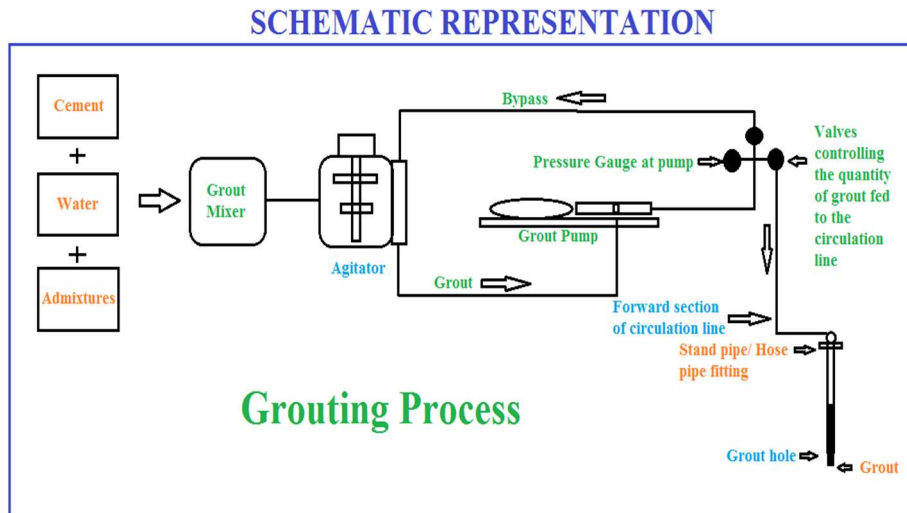 SCHEMATIC REPRESENTATION
Cement
+
Water
+
Admixtures
Grout
Mixer
Agitator
Bypass
Pressure Gauge at pump
Valves
controlling
the quantity
of grout fed
to the
circulation
line
Grout Pump
Grout
Forward section
of circulation line
Stand pipe/ Hose
pipe fitting
Grouting Process
Grout hole
Grout